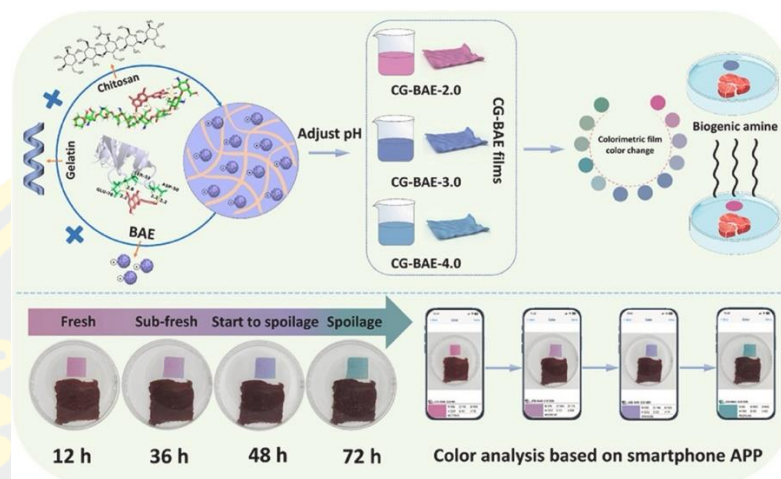 Chitosan
Gelatin
BAE
Adjust pH
CG-BAE-2.0
CG-BAE-3.0
CG-BAE-4.0
CG-BAE films
Colorimetric film
color change
Biogenic amine
Fresh
Sub-fresh
Start to spoilage
Spoilage
12 h
36 h
48 h
72 h
Color analysis based on smartphone APP